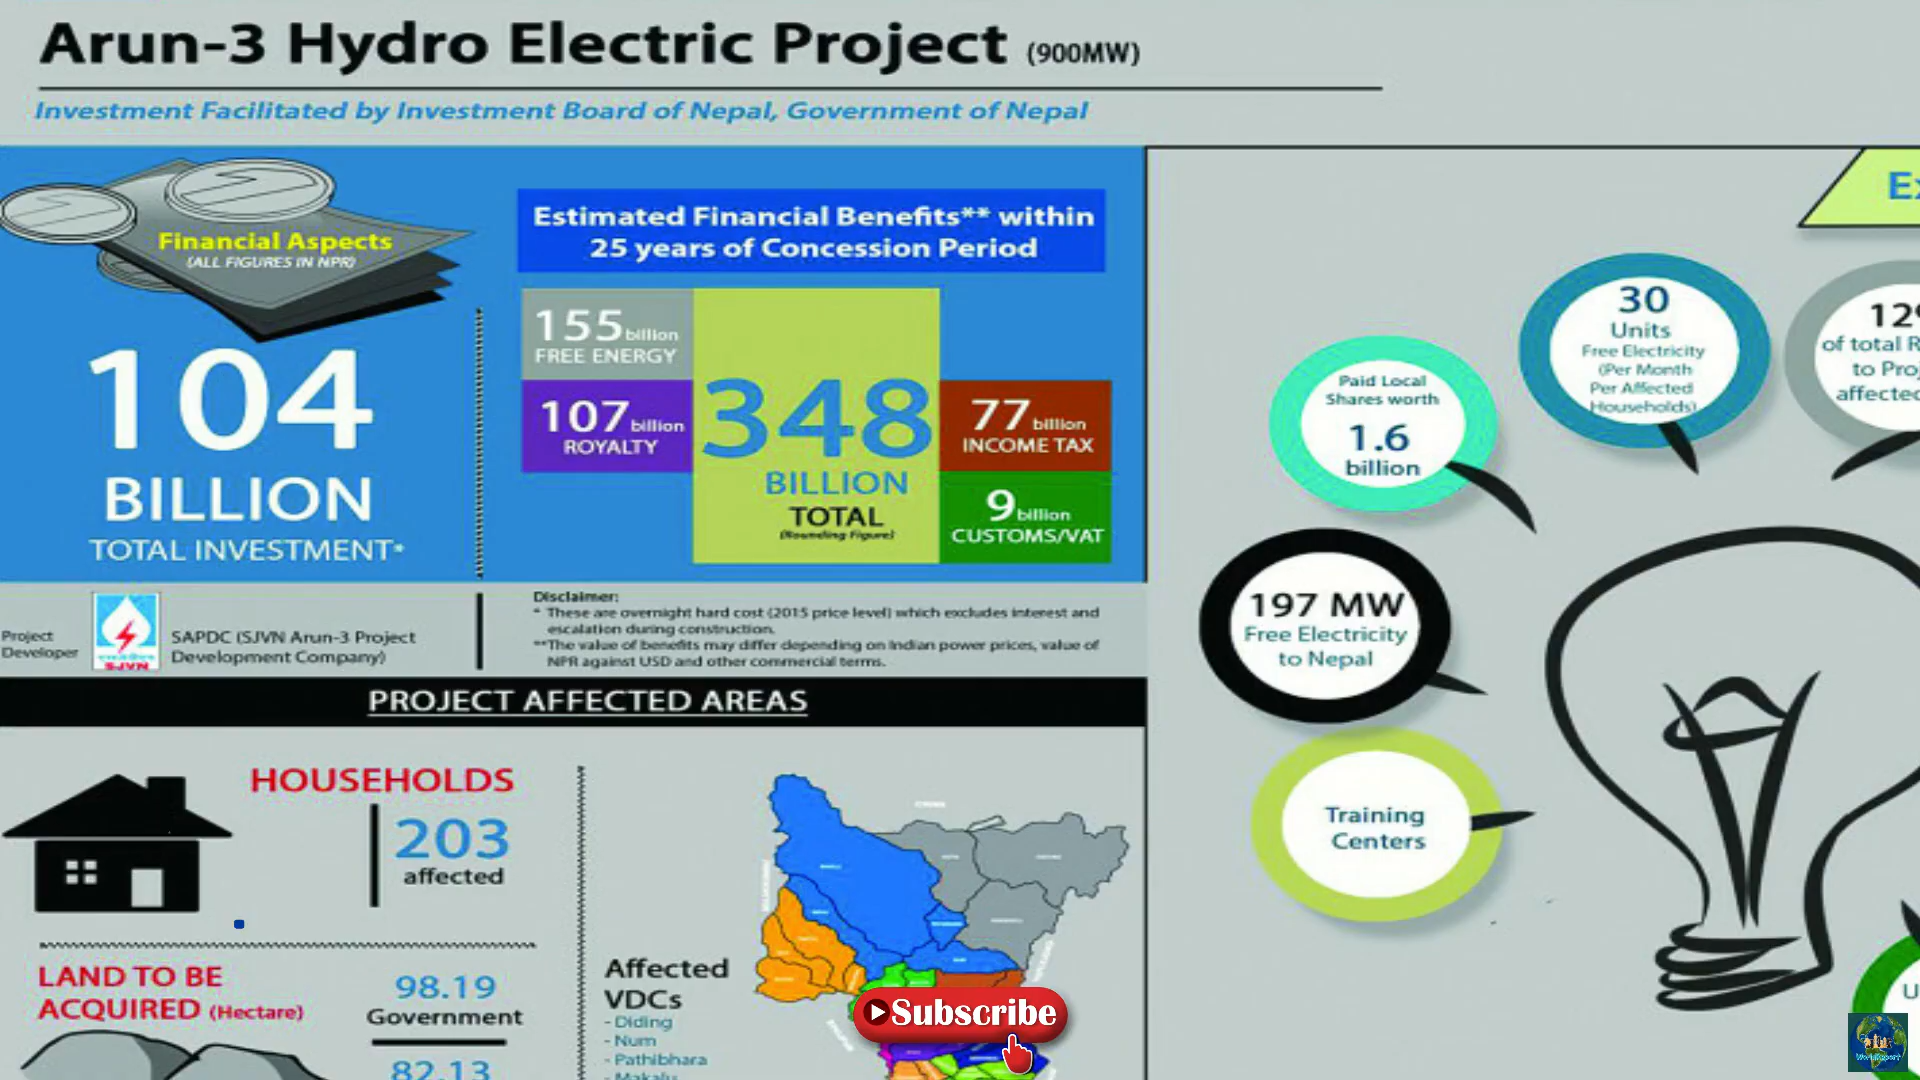 Arun-3 Hydro Electric Project (900MW)
Investment Facilitated by Investment Board of Nepal, Government of Nepal
Financial Aspects
(ALL FIGURES IN NPR)
104
BILLION
TOTAL INVESTMENT*
Estimated Financial Benefits** within
25 years of Concession Period
155 billion
FREE ENERGY
107 billion
ROYALTY
348
BILLION
TOTAL
(Rounding Figure)
77 billion
INCOME TAX
9 billion
CUSTOMS/VAT
Project
Developer
SJVN
SAPDC (SJVN Arun-3 Project
Development Company)
Disclaimer:
* These are overnight hard cost (2015 price level) which excludes interest and
escalation during construction.
**The value of benefits may differ depending on Indian power prices, value of
NPR against USD and other commercial terms.
PROJECT AFFECTED AREAS
HOUSEHOLDS
203
affected
LAND TO BE
ACQUIRED (Hectare)
98.19
Government
82.13
Affected
VDCs
- Diding
- Num
- Pathibhara
- Makalu
CHINA
Subscribe
Paid Local
Shares worth
1.6
billion
30
Units
Free Electricity
(Per Month
Per Affected
Households)
of total
to
197 MW
Free Electricity
to Nepal
Training
Centers